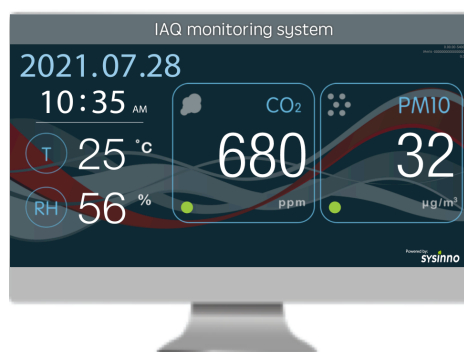 IAQ monitoring system
2021.07.28
10:35 AM
T 25 °c
RH 56 %
CO₂
680
ppm
PM10
32
µg/m³
Powered by:
sysinno